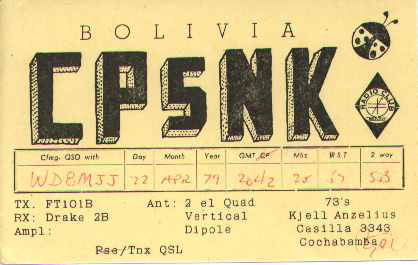 BOLIVIA
CP5NK
RADIO CLUB
Cfmg. QSO with Day Month Year GMT CP Mhz RST 2 way
WD8MJJ 22 APR 79 2042 28 57 SSB
TX. FT101B Ant: 2 el Quad 73's
RX: Drake 2B Vertical Kjell Anzelius
Ampl: Dipole Casilla 3343
Cochabamba
Pse/Tnx QSL